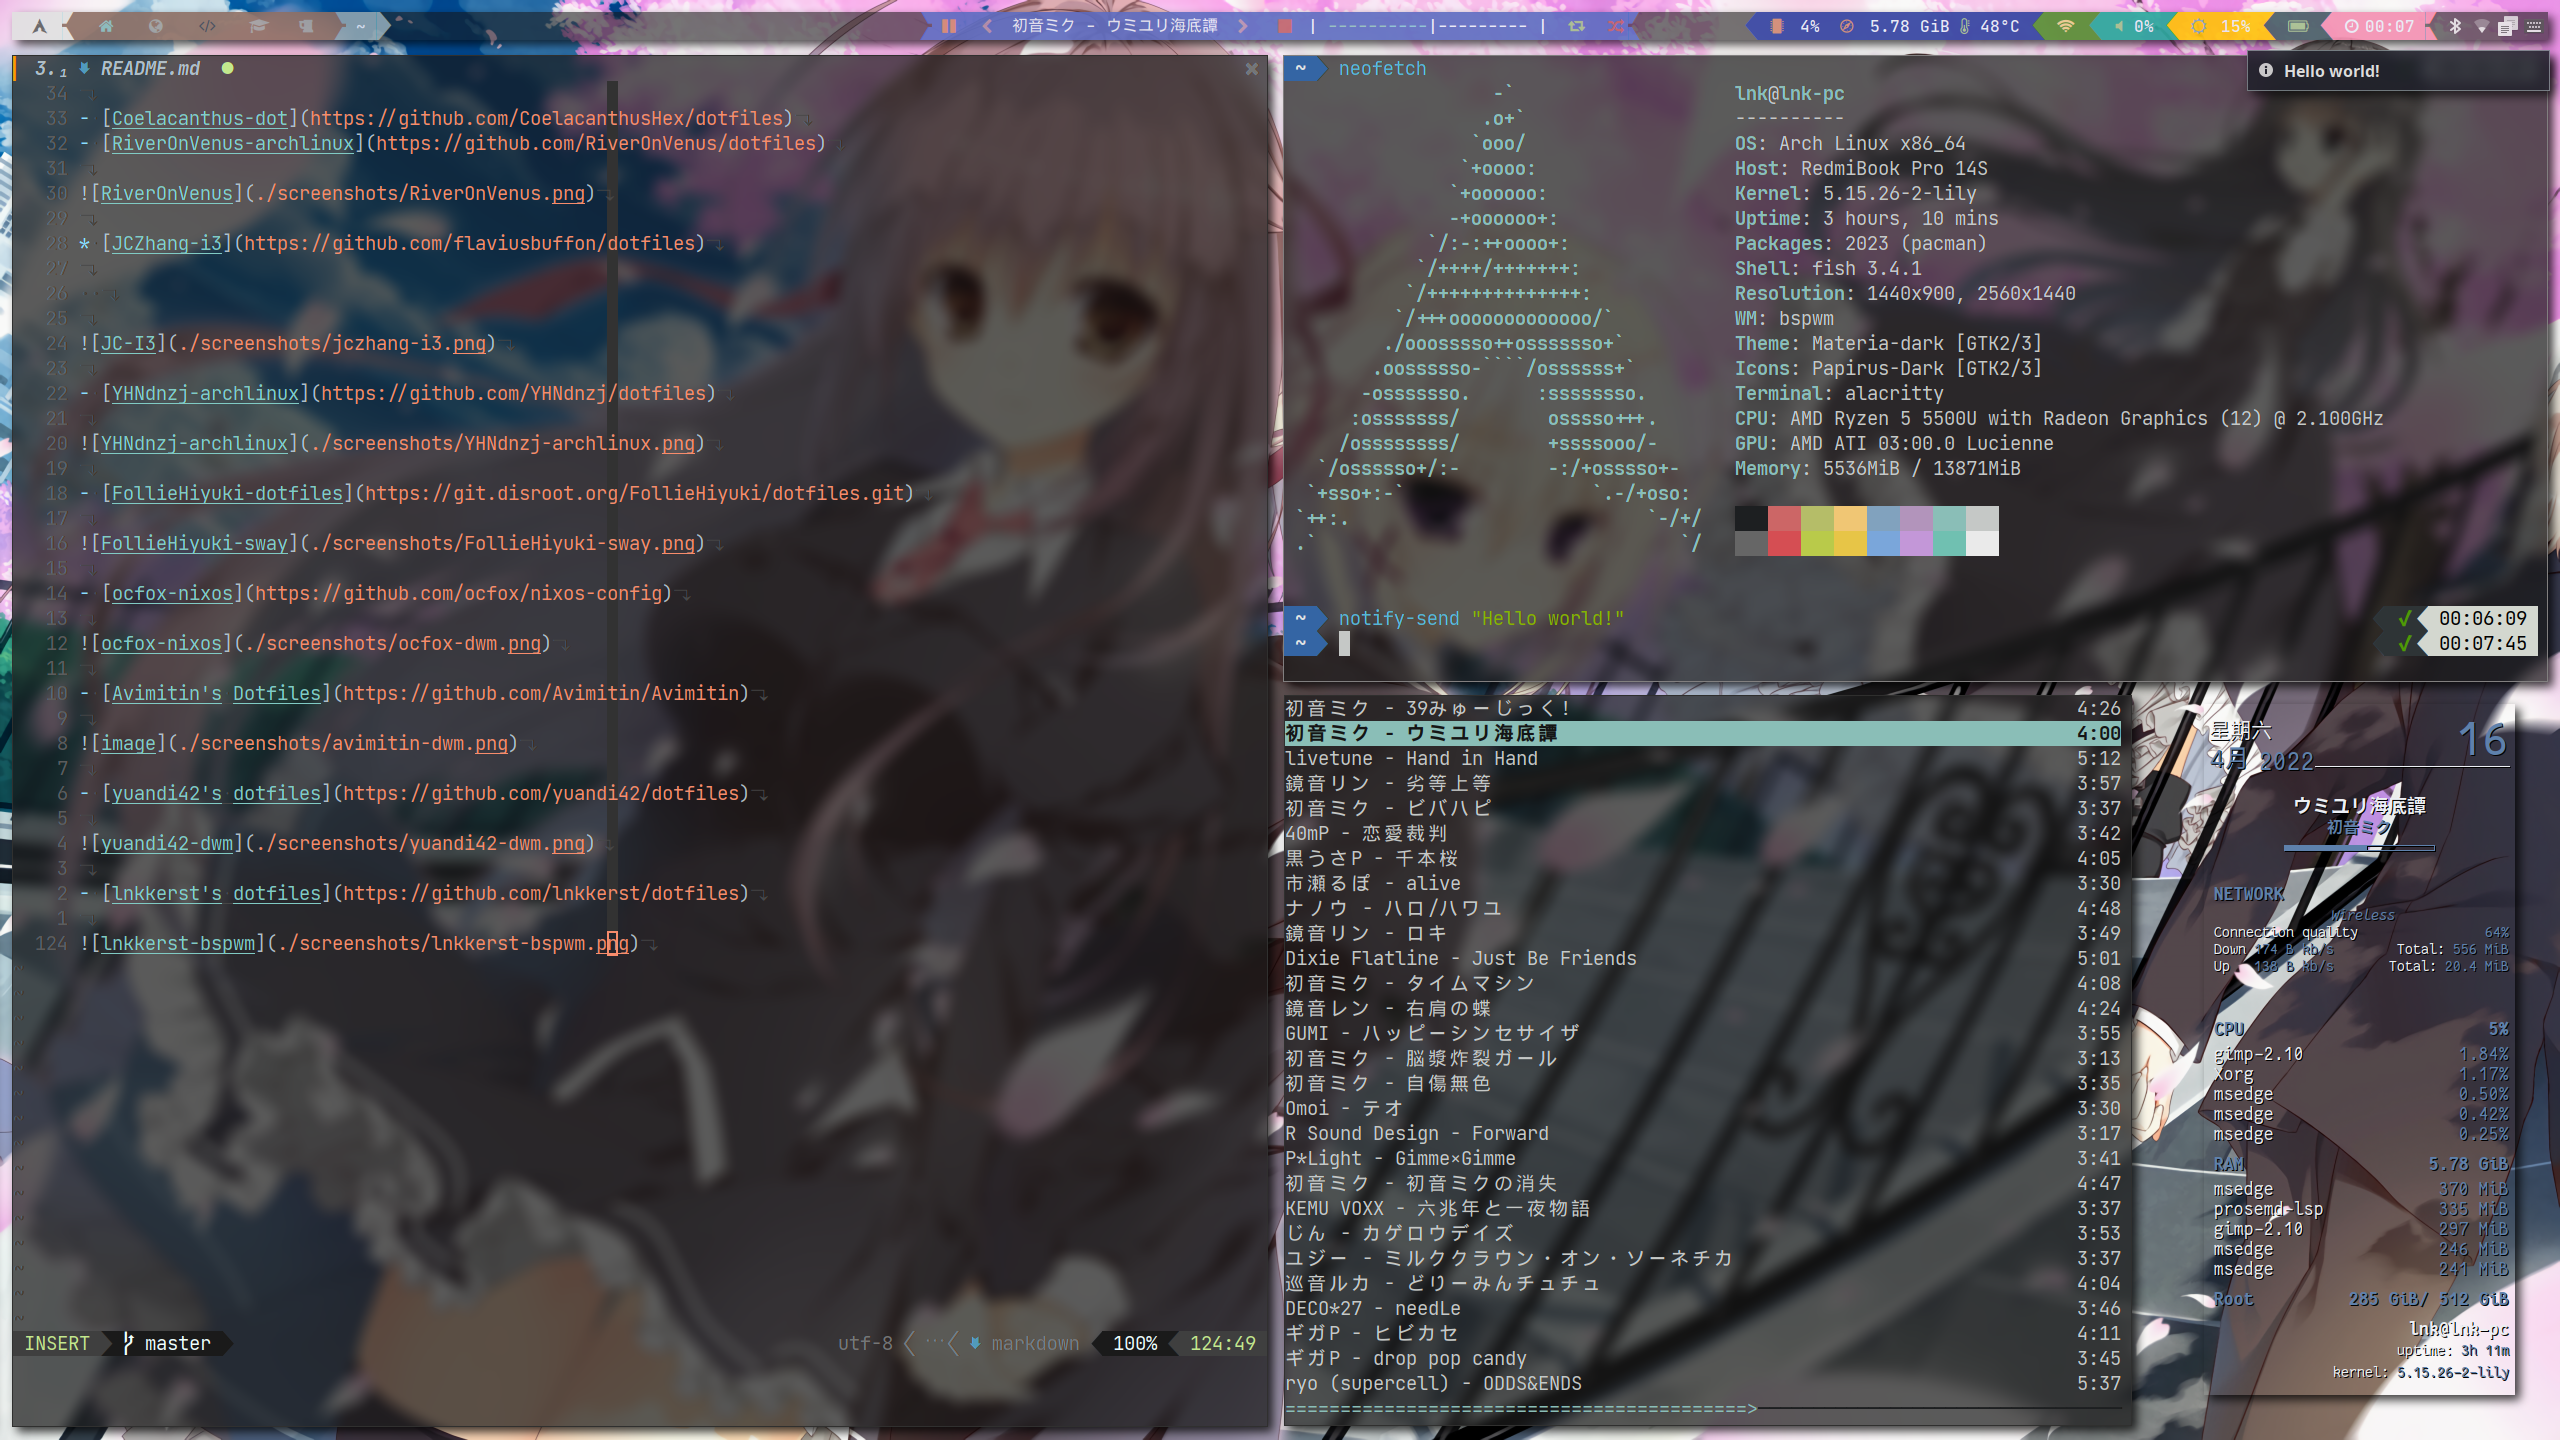 ~
初音ミク - ウミユリ海底譚
| ---------|--------- |
4%
5.78 GiB
48°C
0%
15%
00:07
Hello world!
3.₁ README.md
34
33 - [Coelacanthus-dot](https://github.com/CoelacanthusHex/dotfiles)
32 - [RiverOnVenus-archlinux](https://github.com/RiverOnVenus/dotfiles)
31
30 ![RiverOnVenus](./screenshots/RiverOnVenus.png)
29
28 * [JCZhang-i3](https://github.com/flaviusbuffon/dotfiles)
27
26
25
24 ![JC-I3](./screenshots/jczhang-i3.png)
23
22 - [YHNdnzj-archlinux](https://github.com/YHNdnzj/dotfiles)
21
20 ![YHNdnzj-archlinux](./screenshots/YHNdnzj-archlinux.png)
19
18 - [FollieHiyuki-dotfiles](https://git.disroot.org/FollieHiyuki/dotfiles.git)
17
16 ![FollieHiyuki-sway](./screenshots/FollieHiyuki-sway.png)
15
14 - [ocfox-nixos](https://github.com/ocfox/nixos-config)
13
12 ![ocfox-nixos](./screenshots/ocfox-dwm.png)
11
10 - [Avimitin's Dotfiles](https://github.com/Avimitin/Avimitin)
9
8 ![image](./screenshots/avimitin-dwm.png)
7
6 - [yuandi42's dotfiles](https://github.com/yuandi42/dotfiles)
5
4 ![yuandi42-dwm](./screenshots/yuandi42-dwm.png)
3
2 - [lnkkerst's dotfiles](https://github.com/lnkkerst/dotfiles)
1
124 ![lnkkerst-bspwm](./screenshots/lnkkerst-bspwm.png)
INSERT master utf-8 markdown 100% 124:49
~ neofetch
-`
.o+`
`ooo/
`+oooo:
`+oooooo:
-+oooooo+:
`/:-:++oooo+:
`/++++/+++++++:
`/++++++++++++++:
`/+++ooooooooooooo/`
./ooosssso++osssssso+`
.oossssso-````/ossssss+`
-osssssso. :ssssssso.
:osssssss/ osssso+++.
/ossssssss/ +ssssooo/-
`/ossssso+/:- -:/+osssso+-
`+sso+:-` `.-/+oso:
`++:. `-/+/
.` `/
lnk@lnk-pc
----------
OS: Arch Linux x86_64
Host: RedmiBook Pro 14S
Kernel: 5.15.26-2-lily
Uptime: 3 hours, 10 mins
Packages: 2023 (pacman)
Shell: fish 3.4.1
Resolution: 1440x900, 2560x1440
WM: bspwm
Theme: Materia-dark [GTK2/3]
Icons: Papirus-Dark [GTK2/3]
Terminal: alacritty
CPU: AMD Ryzen 5 5500U with Radeon Graphics (12) @ 2.100GHz
GPU: AMD ATI 03:00.0 Lucienne
Memory: 5536MiB / 13871MiB
~ notify-send "Hello world!" ✓ 00:06:09
~ ✓ 00:07:45
初音ミク - 39みゅーじっく! 4:26
初音ミク - ウミユリ海底譚 4:00
livetune - Hand in Hand 5:12
鏡音リン - 劣等上等 3:57
初音ミク - ビバハピ 3:37
40mP - 恋愛裁判 3:42
黒うさP - 千本桜 4:05
市瀬るぽ - alive 3:30
ナノウ - ハロ/ハワユ 4:48
鏡音リン - ロキ 3:49
Dixie Flatline - Just Be Friends 5:01
初音ミク - タイムマシン 4:08
鏡音レン - 右肩の蝶 4:24
GUMI - ハッピーシンセサイザ 3:55
初音ミク - 脳漿炸裂ガール 3:13
初音ミク - 自傷無色 3:35
Omoi - テオ 3:30
R Sound Design - Forward 3:17
P*Light - Gimme×Gimme 3:41
初音ミク - 初音ミクの消失 4:47
KEMU VOXX - 六兆年と一夜物語 3:37
じん - カゲロウデイズ 3:53
ユジー - ミルククラウン・オン・ソーネチカ 3:37
巡音ルカ - どりーみんチュチュ 4:04
DECO*27 - needLe 3:46
ギガP - ヒビカセ 4:11
ギガP - drop pop candy 3:45
ryo (supercell) - ODDS&ENDS 5:37
==========================================>
星期六 16
4月 2022
ウミユリ海底譚
初音ミク
NETWORK
Wireless
Connection quality 64%
Down 174 B kb/s Total: 556 MiB
Up 138 B kb/s Total: 20.4 MiB
CPU 5%
gimp-2.10 1.84%
Xorg 1.17%
msedge 0.50%
msedge 0.42%
msedge 0.25%
RAM 5.78 GiB
msedge 370 MiB
prosemd-lsp 335 MiB
gimp-2.10 297 MiB
msedge 246 MiB
msedge 241 MiB
Root 285 GiB/ 512 GiB
lnk@lnk-pc
uptime: 3h 11m
kernel: 5.15.26-2-lily